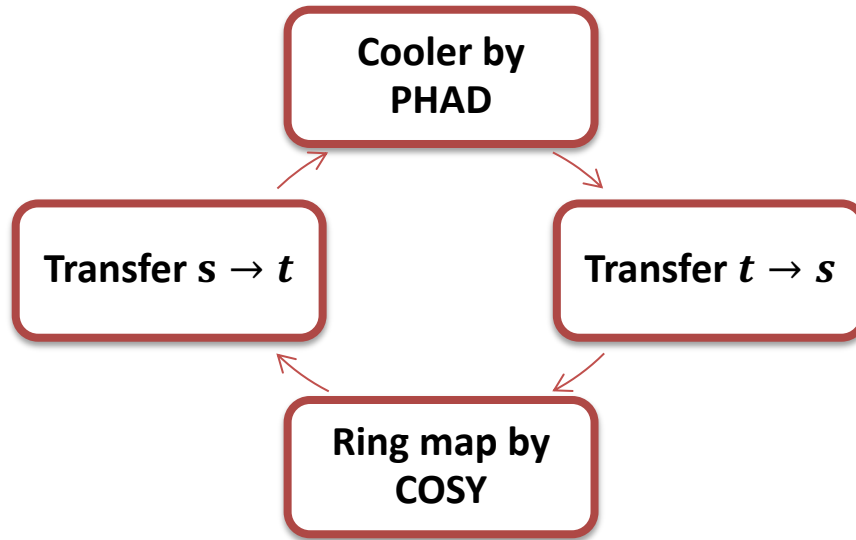 Cooler by
PHAD
Transfer s → t
Transfer t → s
Ring map by
COSY